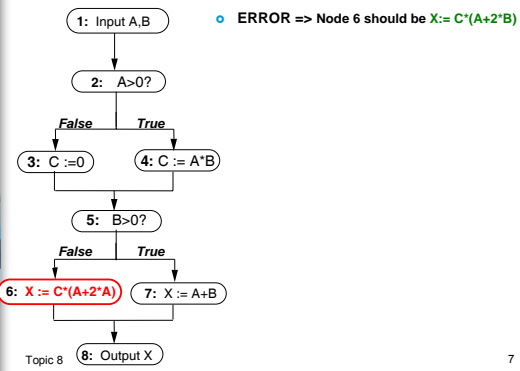 1: Input A,B
ERROR => Node 6 should be X:= C*(A+2*B)
2: A>0?
False True
3: C :=0
4: C := A*B
5: B>0?
False True
6: X := C*(A+2*A)
7: X := A+B
8: Output X
Topic 8
7